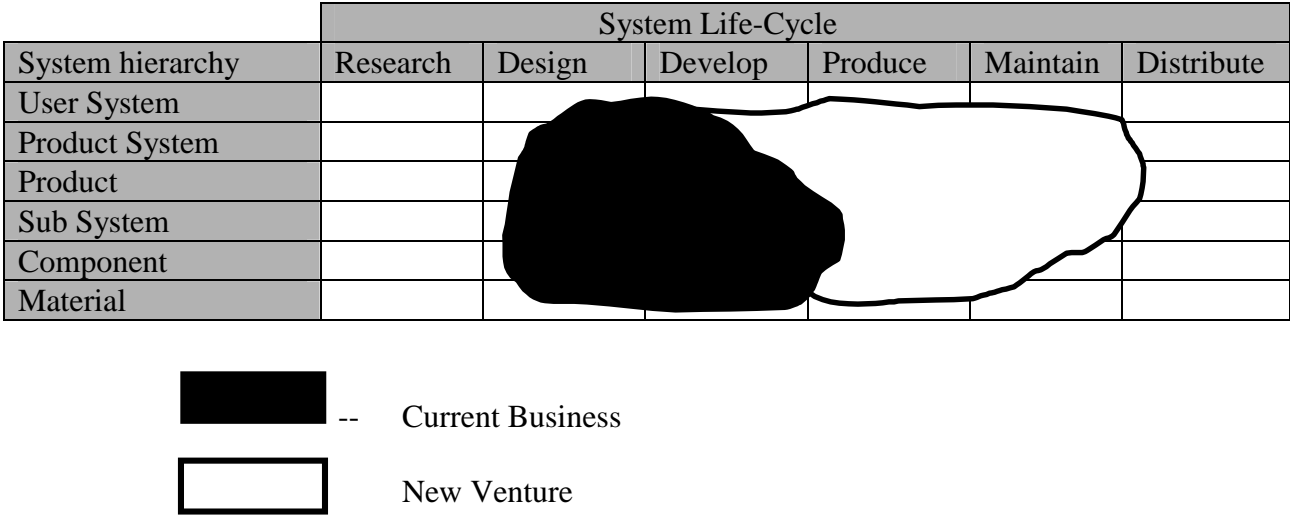 System Life-Cycle
System hierarchy Research Design Develop Produce Maintain Distribute
User System
Product System
Product
Sub System
Component
Material
-- Current Business
New Venture